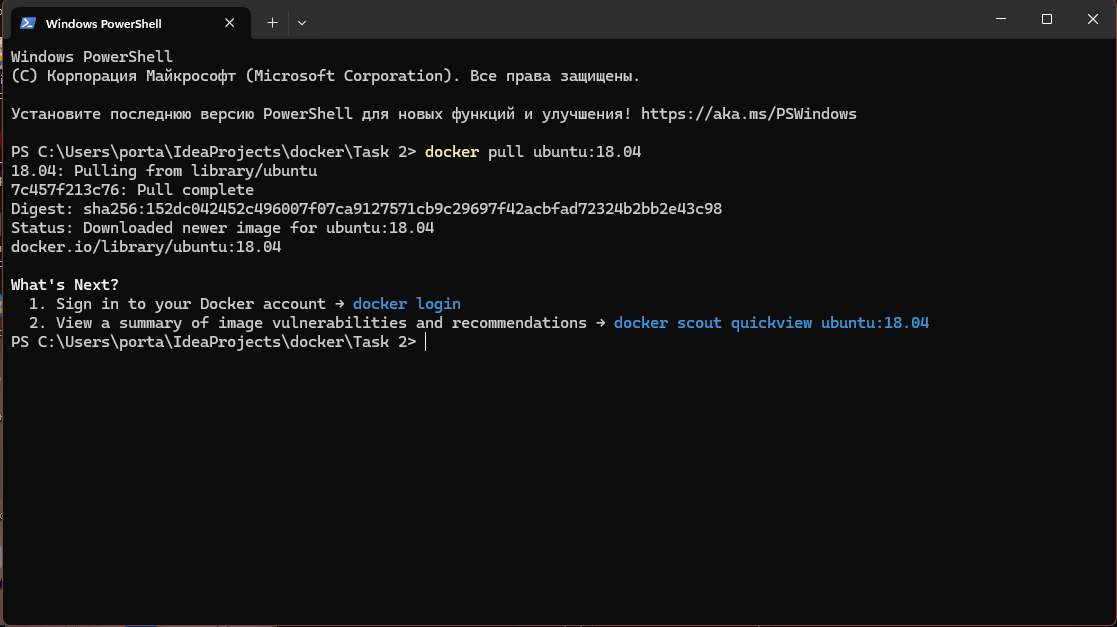 Windows PowerShell
Windows PowerShell
(C) Корпорация Майкрософт (Microsoft Corporation). Все права защищены.
Установите последнюю версию PowerShell для новых функций и улучшения! https://aka.ms/PSWindows
PS C:\Users\porta\IdeaProjects\docker\Task 2> docker pull ubuntu:18.04
18.04: Pulling from library/ubuntu
7c457f213c76: Pull complete
Digest: sha256:152dc042452c496007f07ca9127571cb9c29697f42acbfad72324b2bb2e43c98
Status: Downloaded newer image for ubuntu:18.04
docker.io/library/ubuntu:18.04
What's Next?
1. Sign in to your Docker account → docker login
2. View a summary of image vulnerabilities and recommendations → docker scout quickview ubuntu:18.04
PS C:\Users\porta\IdeaProjects\docker\Task 2>